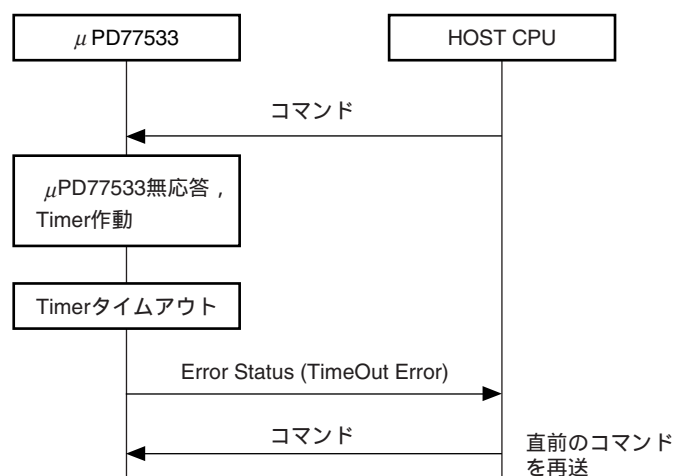 μ PD77533
HOST CPU
コマンド
μPD77533無応答，
Timer作動
Timerタイムアウト
Error Status (TimeOut Error)
コマンド
直前のコマンド
を再送